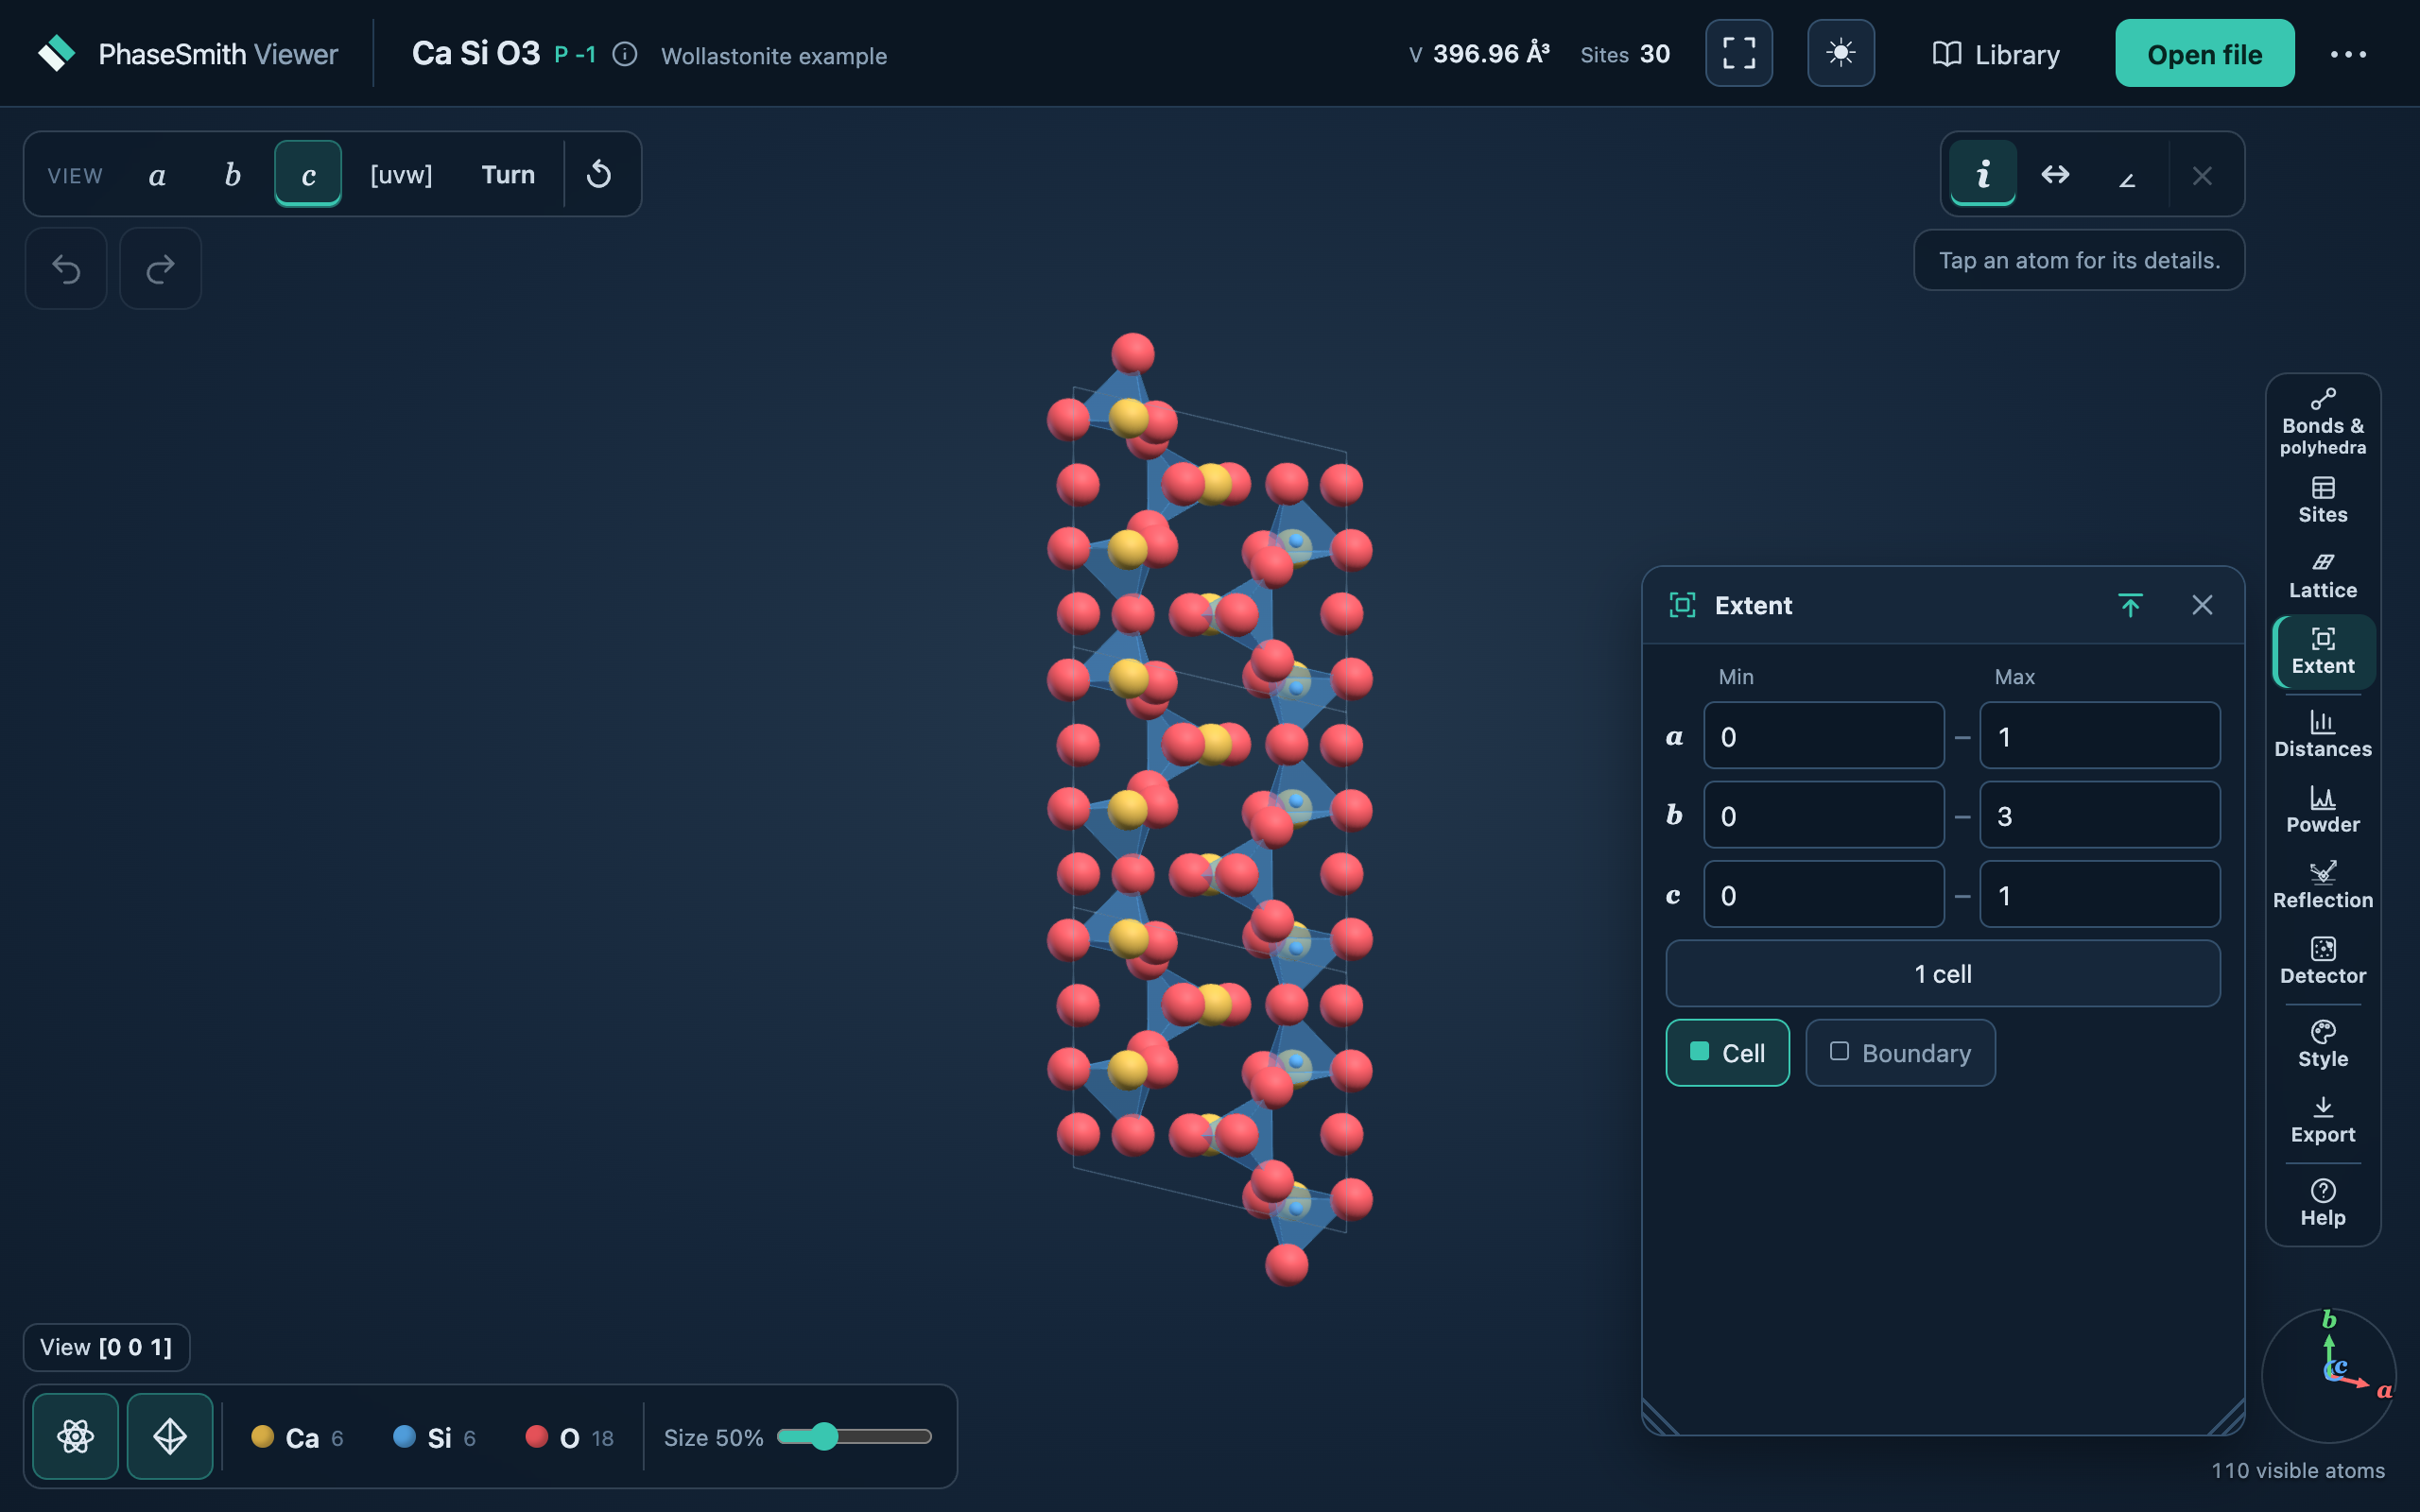 PhaseSmith Viewer
Ca Si O3 P -1 i Wollastonite example
V 396.96 Å³ Sites 30
Library
Open file
VIEW a b c [uvw] Turn
i
Tap an atom for its details.
Bonds &
polyhedra
Sites
Lattice
Extent
Distances
Powder
Reflection
Detector
Style
Export
Help
Extent
Min Max
a 0 – 1
b 0 – 3
c 0 – 1
1 cell
Cell Boundary
View [0 0 1]
Ca 6 Si 6 O 18 Size 50%
b
c
a
110 visible atoms